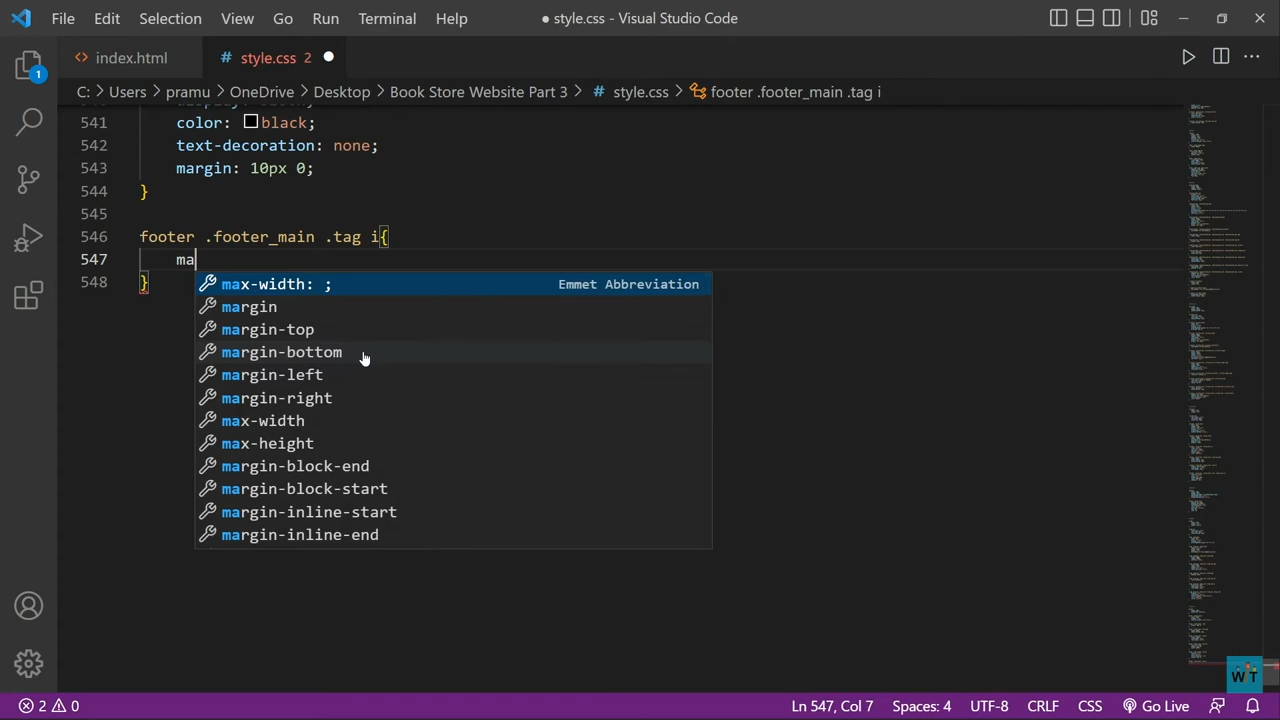 File Edit Selection View Go Run Terminal Help ● style.css - Visual Studio Code
index.html # style.css 2
C: > Users > pramu > OneDrive > Desktop > Book Store Website Part 3 > # style.css > footer .footer_main .tag i
1
541 color: black;
542 text-decoration: none;
543 margin: 10px 0;
544 }
545
546 footer .footer_main .tag i{
547 ma
548 }
max-width: ; Emmet Abbreviation
margin
margin-top
margin-bottom
margin-left
margin-right
max-width
max-height
margin-block-end
margin-block-start
margin-inline-start
margin-inline-end
WT
2 0 Ln 547, Col 7 Spaces: 4 UTF-8 CRLF CSS Go Live